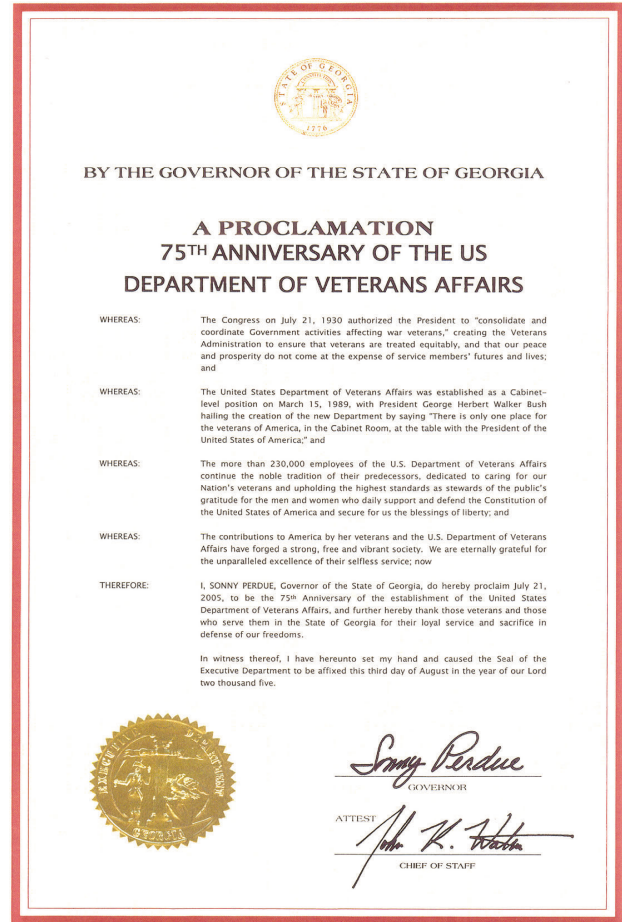 STATE OF GEORGIA
1776
BY THE GOVERNOR OF THE STATE OF GEORGIA
A PROCLAMATION
75TH ANNIVERSARY OF THE US
DEPARTMENT OF VETERANS AFFAIRS
WHEREAS: The Congress on July 21, 1930 authorized the President to "consolidate and
coordinate Government activities affecting war veterans," creating the Veterans
Administration to ensure that veterans are treated equitably, and that our peace
and prosperity do not come at the expense of service members' futures and lives;
and
WHEREAS: The United States Department of Veterans Affairs was established as a Cabinet-
level position on March 15, 1989, with President George Herbert Walker Bush
hailing the creation of the new Department by saying "There is only one place for
the veterans of America, in the Cabinet Room, at the table with the President of the
United States of America;" and
WHEREAS: The more than 230,000 employees of the U.S. Department of Veterans Affairs
continue the noble tradition of their predecessors, dedicated to caring for our
Nation's veterans and upholding the highest standards as stewards of the public's
gratitude for the men and women who daily support and defend the Constitution of
the United States of America and secure for us the blessings of liberty; and
WHEREAS: The contributions to America by her veterans and the U.S. Department of Veterans
Affairs have forged a strong, free and vibrant society. We are eternally grateful for
the unparalleled excellence of their selfless service; now
THEREFORE: I, SONNY PERDUE, Governor of the State of Georgia, do hereby proclaim July 21,
2005, to be the 75th Anniversary of the establishment of the United States
Department of Veterans Affairs, and further hereby thank those veterans and those
who serve them in the State of Georgia for their loyal service and sacrifice in
defense of our freedoms.
In witness thereof, I have hereunto set my hand and caused the Seal of the
Executive Department to be affixed this third day of August in the year of our Lord
two thousand five.
EXECUTIVE DEPARTMENT
GEORGIA
Sonny Perdue
GOVERNOR
ATTEST
John K. Watson
CHIEF OF STAFF